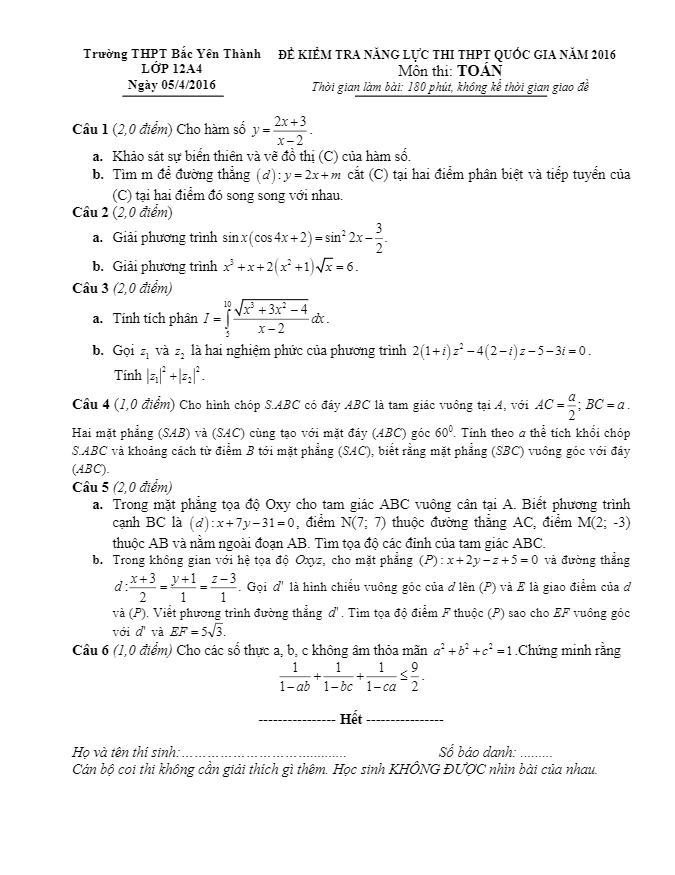 Trường THPT Bắc Yên Thành
LỚP 12A4
Ngày 05/4/2016
ĐỀ KIỂM TRA NĂNG LỰC THI THPT QUỐC GIA NĂM 2016
Môn thi: TOÁN
Thời gian làm bài: 180 phút, không kể thời gian giao đề
Câu 1 (2,0 điểm) Cho hàm số y = \frac{2x+3}{x-2}.
a. Khảo sát sự biến thiên và vẽ đồ thị (C) của hàm số.
b. Tìm m để đường thẳng (d): y = 2x + m cắt (C) tại hai điểm phân biệt và tiếp tuyến của
(C) tại hai điểm đó song song với nhau.
Câu 2 (2,0 điểm)
a. Giải phương trình sin x(cos 4x + 2) = sin² 2x − \frac{3}{2}.
b. Giải phương trình x³ + x + 2(x² + 1)√x = 6.
Câu 3 (2,0 điểm)
a. Tính tích phân I = \int_{5}^{10} \frac{\sqrt{x^3+3x^2-4}}{x-2} dx.
b. Gọi z₁ và z₂ là hai nghiệm phức của phương trình 2(1+i)z² − 4(2−i)z − 5 − 3i = 0.
Tính |z₁|² + |z₂|².
Câu 4 (1,0 điểm) Cho hình chóp S.ABC có đáy ABC là tam giác vuông tại A, với AC = \frac{a}{2}; BC = a.
Hai mặt phẳng (SAB) và (SAC) cùng tạo với mặt đáy (ABC) góc 60⁰. Tính theo a thể tích khối chóp
S.ABC và khoảng cách từ điểm B tới mặt phẳng (SAC), biết rằng mặt phẳng (SBC) vuông góc với đáy
(ABC).
Câu 5 (2,0 điểm)
a. Trong mặt phẳng tọa độ Oxy cho tam giác ABC vuông cân tại A. Biết phương trình
cạnh BC là (d): x + 7y − 31 = 0, điểm N(7; 7) thuộc đường thẳng AC, điểm M(2; -3)
thuộc AB và nằm ngoài đoạn AB. Tìm tọa độ các đỉnh của tam giác ABC.
b. Trong không gian với hệ tọa độ Oxyz, cho mặt phẳng (P): x + 2y − z + 5 = 0 và đường thẳng
d: \frac{x+3}{2} = \frac{y+1}{1} = \frac{z-3}{1}. Gọi d' là hình chiếu vuông góc của d lên (P) và E là giao điểm của d
và (P). Viết phương trình đường thẳng d'. Tìm tọa độ điểm F thuộc (P) sao cho EF vuông góc
với d' và EF = 5√3.
Câu 6 (1,0 điểm) Cho các số thực a, b, c không âm thỏa mãn a² + b² + c² = 1.Chứng minh rằng
\frac{1}{1-ab} + \frac{1}{1-bc} + \frac{1}{1-ca} ≤ \frac{9}{2}.
---------------- Hết ----------------
Họ và tên thí sinh:................................... Số báo danh: .........
Cán bộ coi thi không cần giải thích gì thêm. Học sinh KHÔNG ĐƯỢC nhìn bài của nhau.